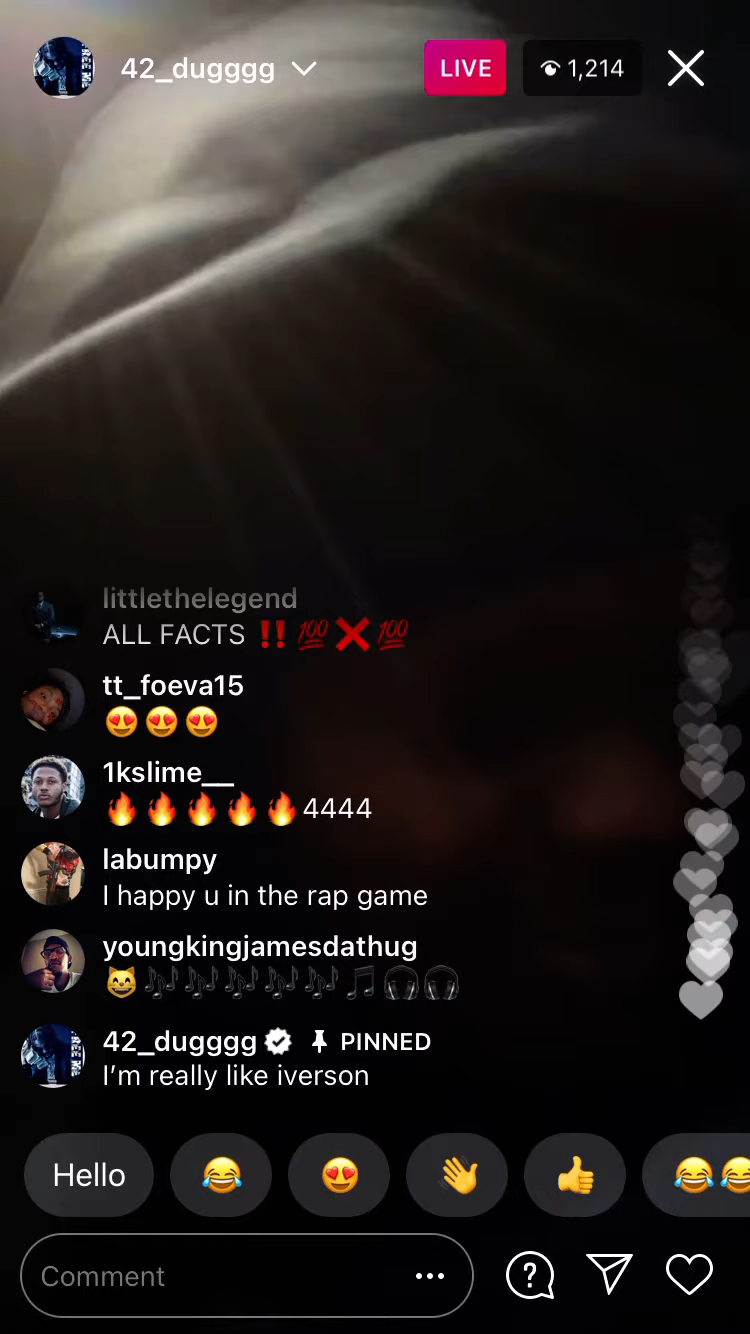 42_dugggg LIVE 1,214
littlethelegend
ALL FACTS ‼️💯❌💯
tt_foeva15
😍😍😍
1kslime__
🔥🔥🔥🔥🔥4444
labumpy
I happy u in the rap game
youngkingjamesdathug
😸🎶🎶🎶🎶🎶🎵🎧🎧
42_dugggg PINNED
I’m really like iverson
Hello 😂 😍 👋 👍 😂😂
Comment